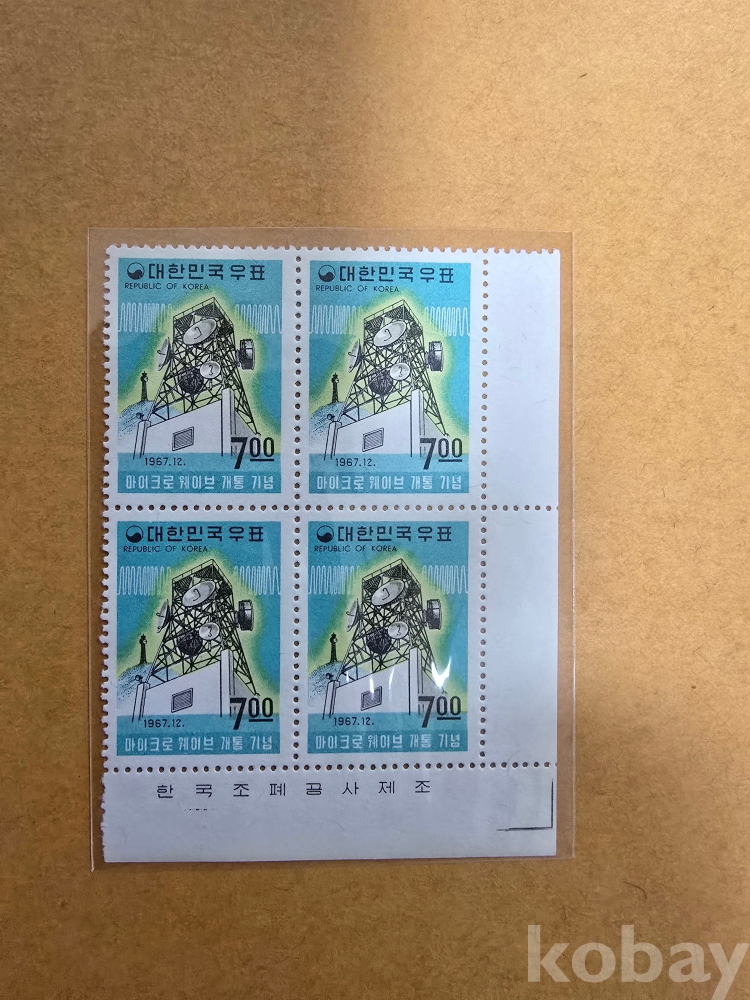 대한민국우표 대한민국우표
REPUBLIC OF KOREA REPUBLIC OF KOREA
1967.12. 7.00 1967.12. 7.00
마이크로 웨이브 개통 기념 마이크로 웨이브 개통 기념
대한민국우표 대한민국우표
REPUBLIC OF KOREA REPUBLIC OF KOREA
1967.12. 7.00 1967.12. 7.00
마이크로 웨이브 개통 기념 마이크로 웨이브 개통 기념
한국조폐공사제조
kobay